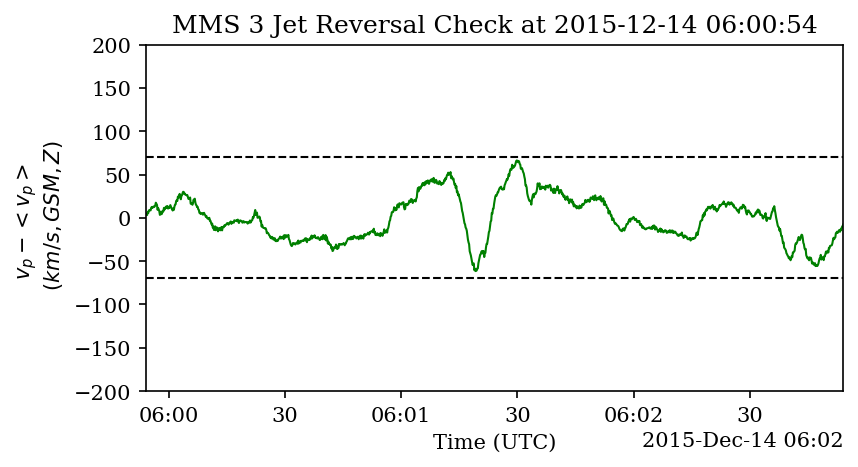 MMS 3 Jet Reversal Check at 2015-12-14 06:00:54
200
150
100
50
0
−50
−100
−150
−200
v_p − < v_p >
(km/s, GSM, Z)
06:00 30 06:01 30 06:02 30
Time (UTC) 2015-Dec-14 06:02